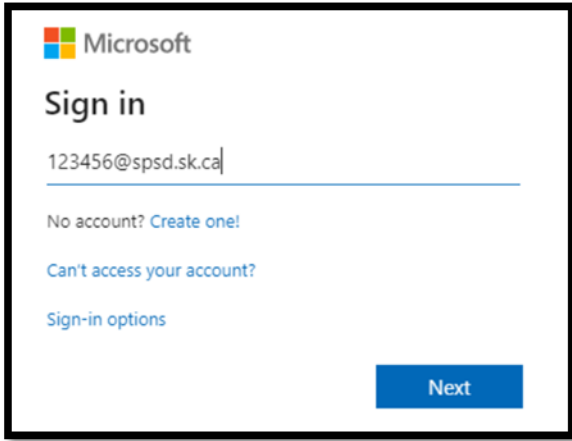 Microsoft
Sign in
123456@spsd.sk.ca
No account? Create one!
Can't access your account?
Sign-in options
Next